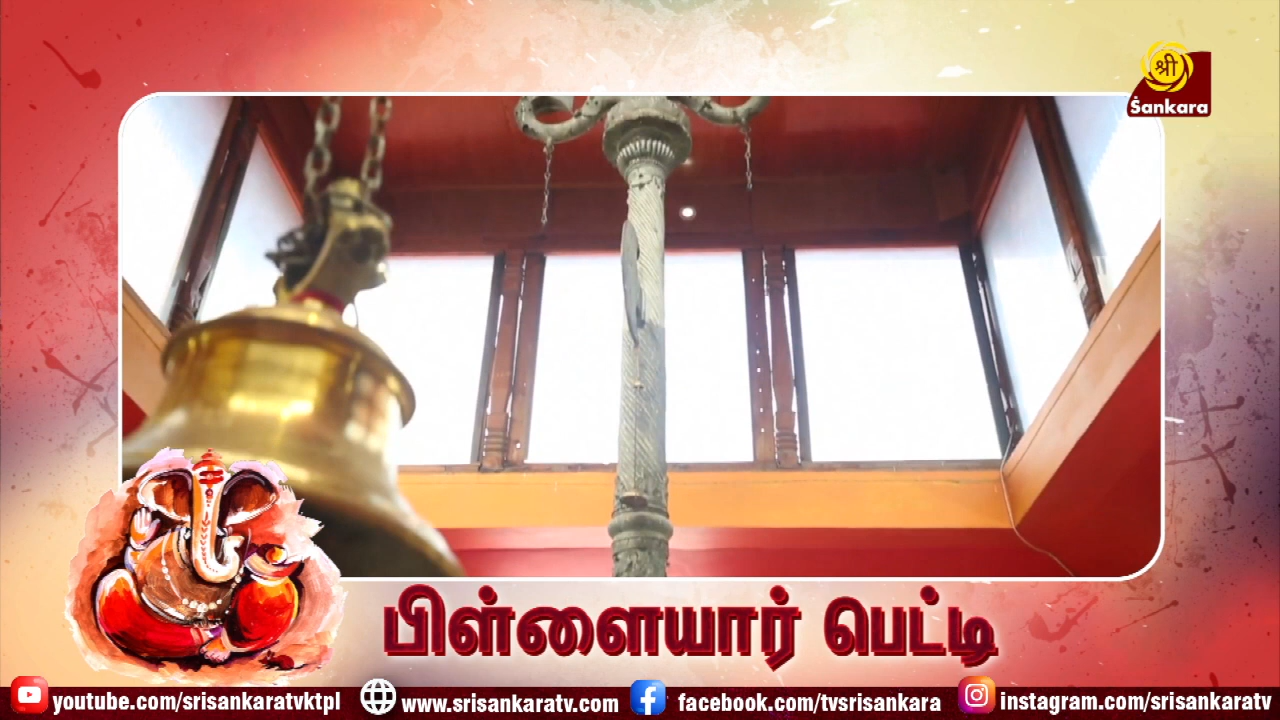 श्री
Sankara
பிள்ளையார் பெட்டி
youtube.com/srisankaratvktpl
www.srisankaratv.com
facebook.com/tvsrisankara
instagram.com/srisankaratv